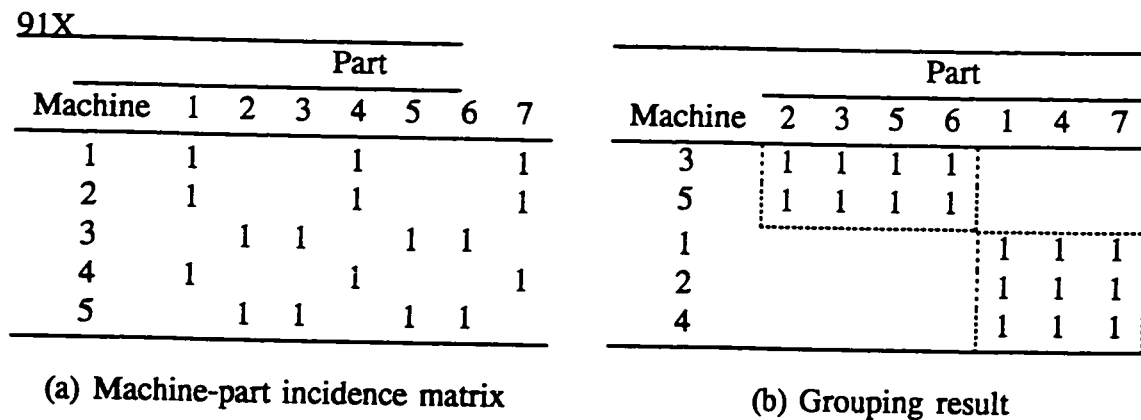 91X
Part
Machine 1 2 3 4 5 6 7
1 1 1 1
2 1 1 1
3 1 1 1 1
4 1 1 1
5 1 1 1 1
(a) Machine-part incidence matrix
Part
Machine 2 3 5 6 1 4 7
3 1 1 1 1
5 1 1 1 1
1 1 1 1
2 1 1 1
4 1 1 1
(b) Grouping result